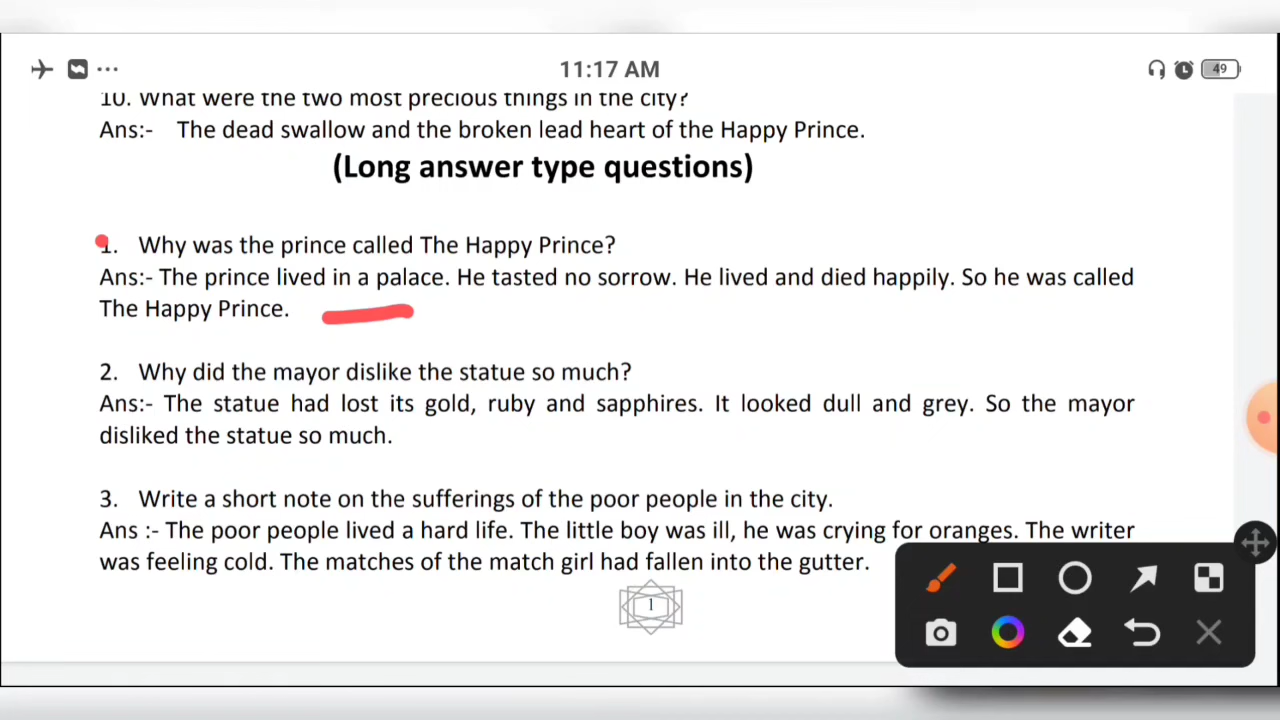 11:17 AM
49
10. What were the two most precious things in the city?
Ans:- The dead swallow and the broken lead heart of the Happy Prince.
(Long answer type questions)
1. Why was the prince called The Happy Prince?
Ans:- The prince lived in a palace. He tasted no sorrow. He lived and died happily. So he was called
The Happy Prince.
2. Why did the mayor dislike the statue so much?
Ans:- The statue had lost its gold, ruby and sapphires. It looked dull and grey. So the mayor
disliked the statue so much.
3. Write a short note on the sufferings of the poor people in the city.
Ans :- The poor people lived a hard life. The little boy was ill, he was crying for oranges. The writer
was feeling cold. The matches of the match girl had fallen into the gutter.
1